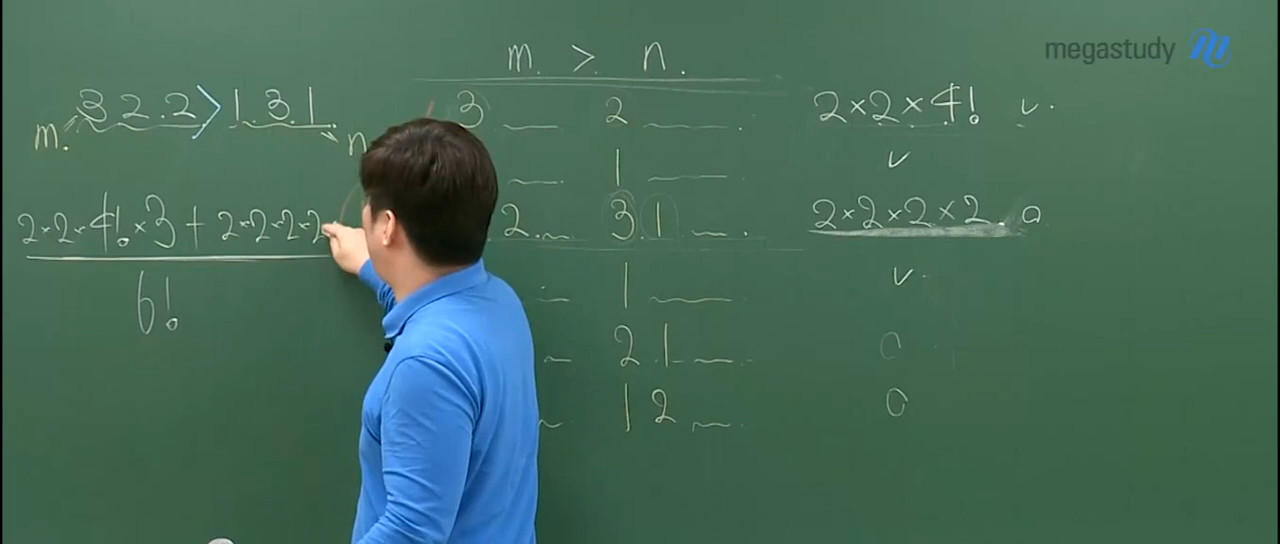 megastudy
m. > n.
3.2.2 > 1.3.1.
m.
n
3 2
1
2×2×4!×3+2×2×2×2
6!
2. 3.1
1
2.1
1 2
2×2×4! v.
v
2×2×2×2. o
v.
o
o